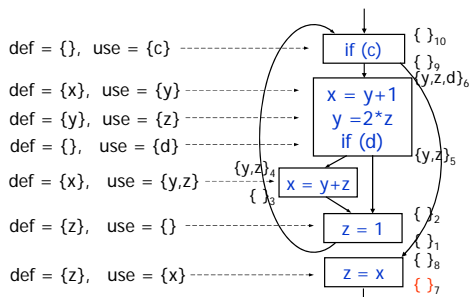 { }10
def = {}, use = {c}
if (c)
{ }9
{y,z,d}6
def = {x}, use = {y}
x = y+1
def = {y}, use = {z}
y =2*z
def = {}, use = {d}
if (d)
{y,z}5
{y,z}4
def = {x}, use = {y,z}
x = y+z
{ }3
{ }2
def = {z}, use = {}
z = 1
{ }1
{ }8
def = {z}, use = {x}
z = x
{ }7